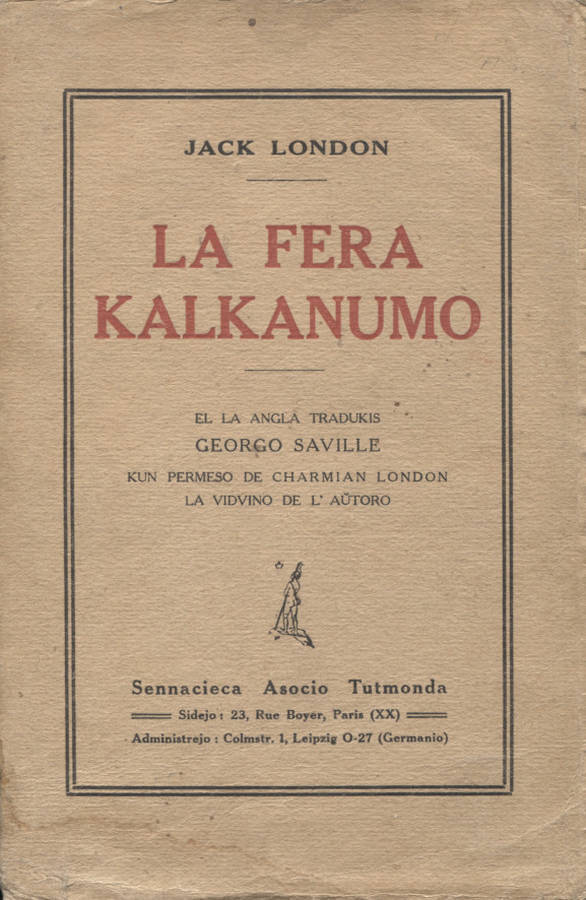 JACK LONDON
LA FERA
KALKANUMO
EL LA ANGLA TRADUKIS
GEORGO SAVILLE
KUN PERMESO DE CHARMIAN LONDON
LA VIDVINO DE L' AŬTORO
Sennacieca Asocio Tutmonda
Sidejo : 23, Rue Boyer, Paris (XX)
Administrejo : Colmstr. 1, Leipzig O-27 (Germanio)